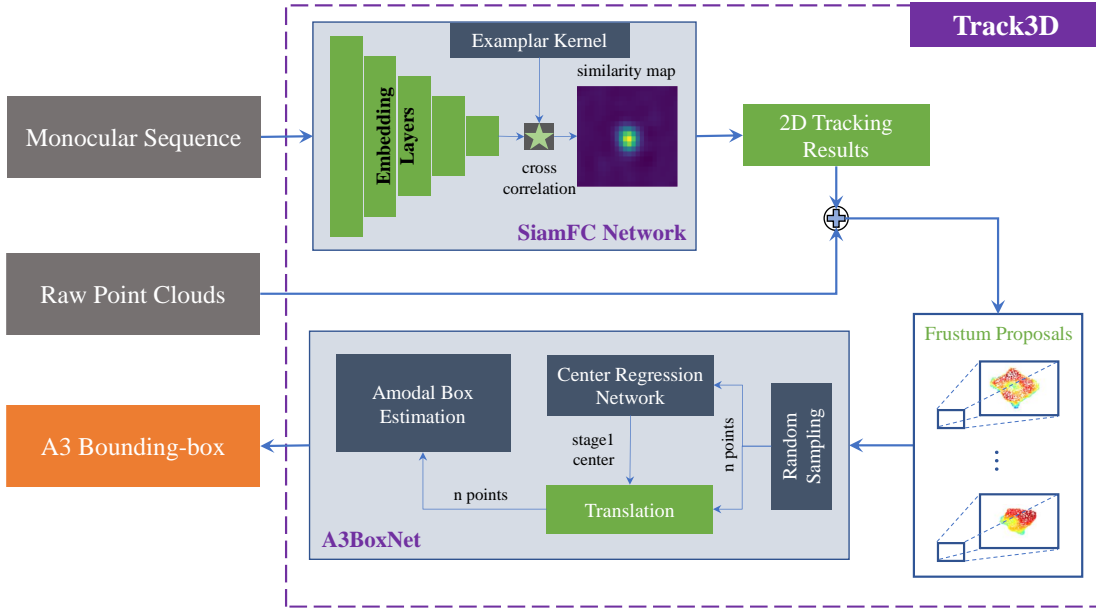 Track3D
Examplar Kernel
similarity map
Embedding
Layers
cross
correlation
SiamFC Network
Monocular Sequence
2D Tracking
Results
Raw Point Clouds
Frustum Proposals
...
Random
Sampling
n points
Center Regression
Network
stage1
center
Translation
n points
Amodal Box
Estimation
A3BoxNet
A3 Bounding-box